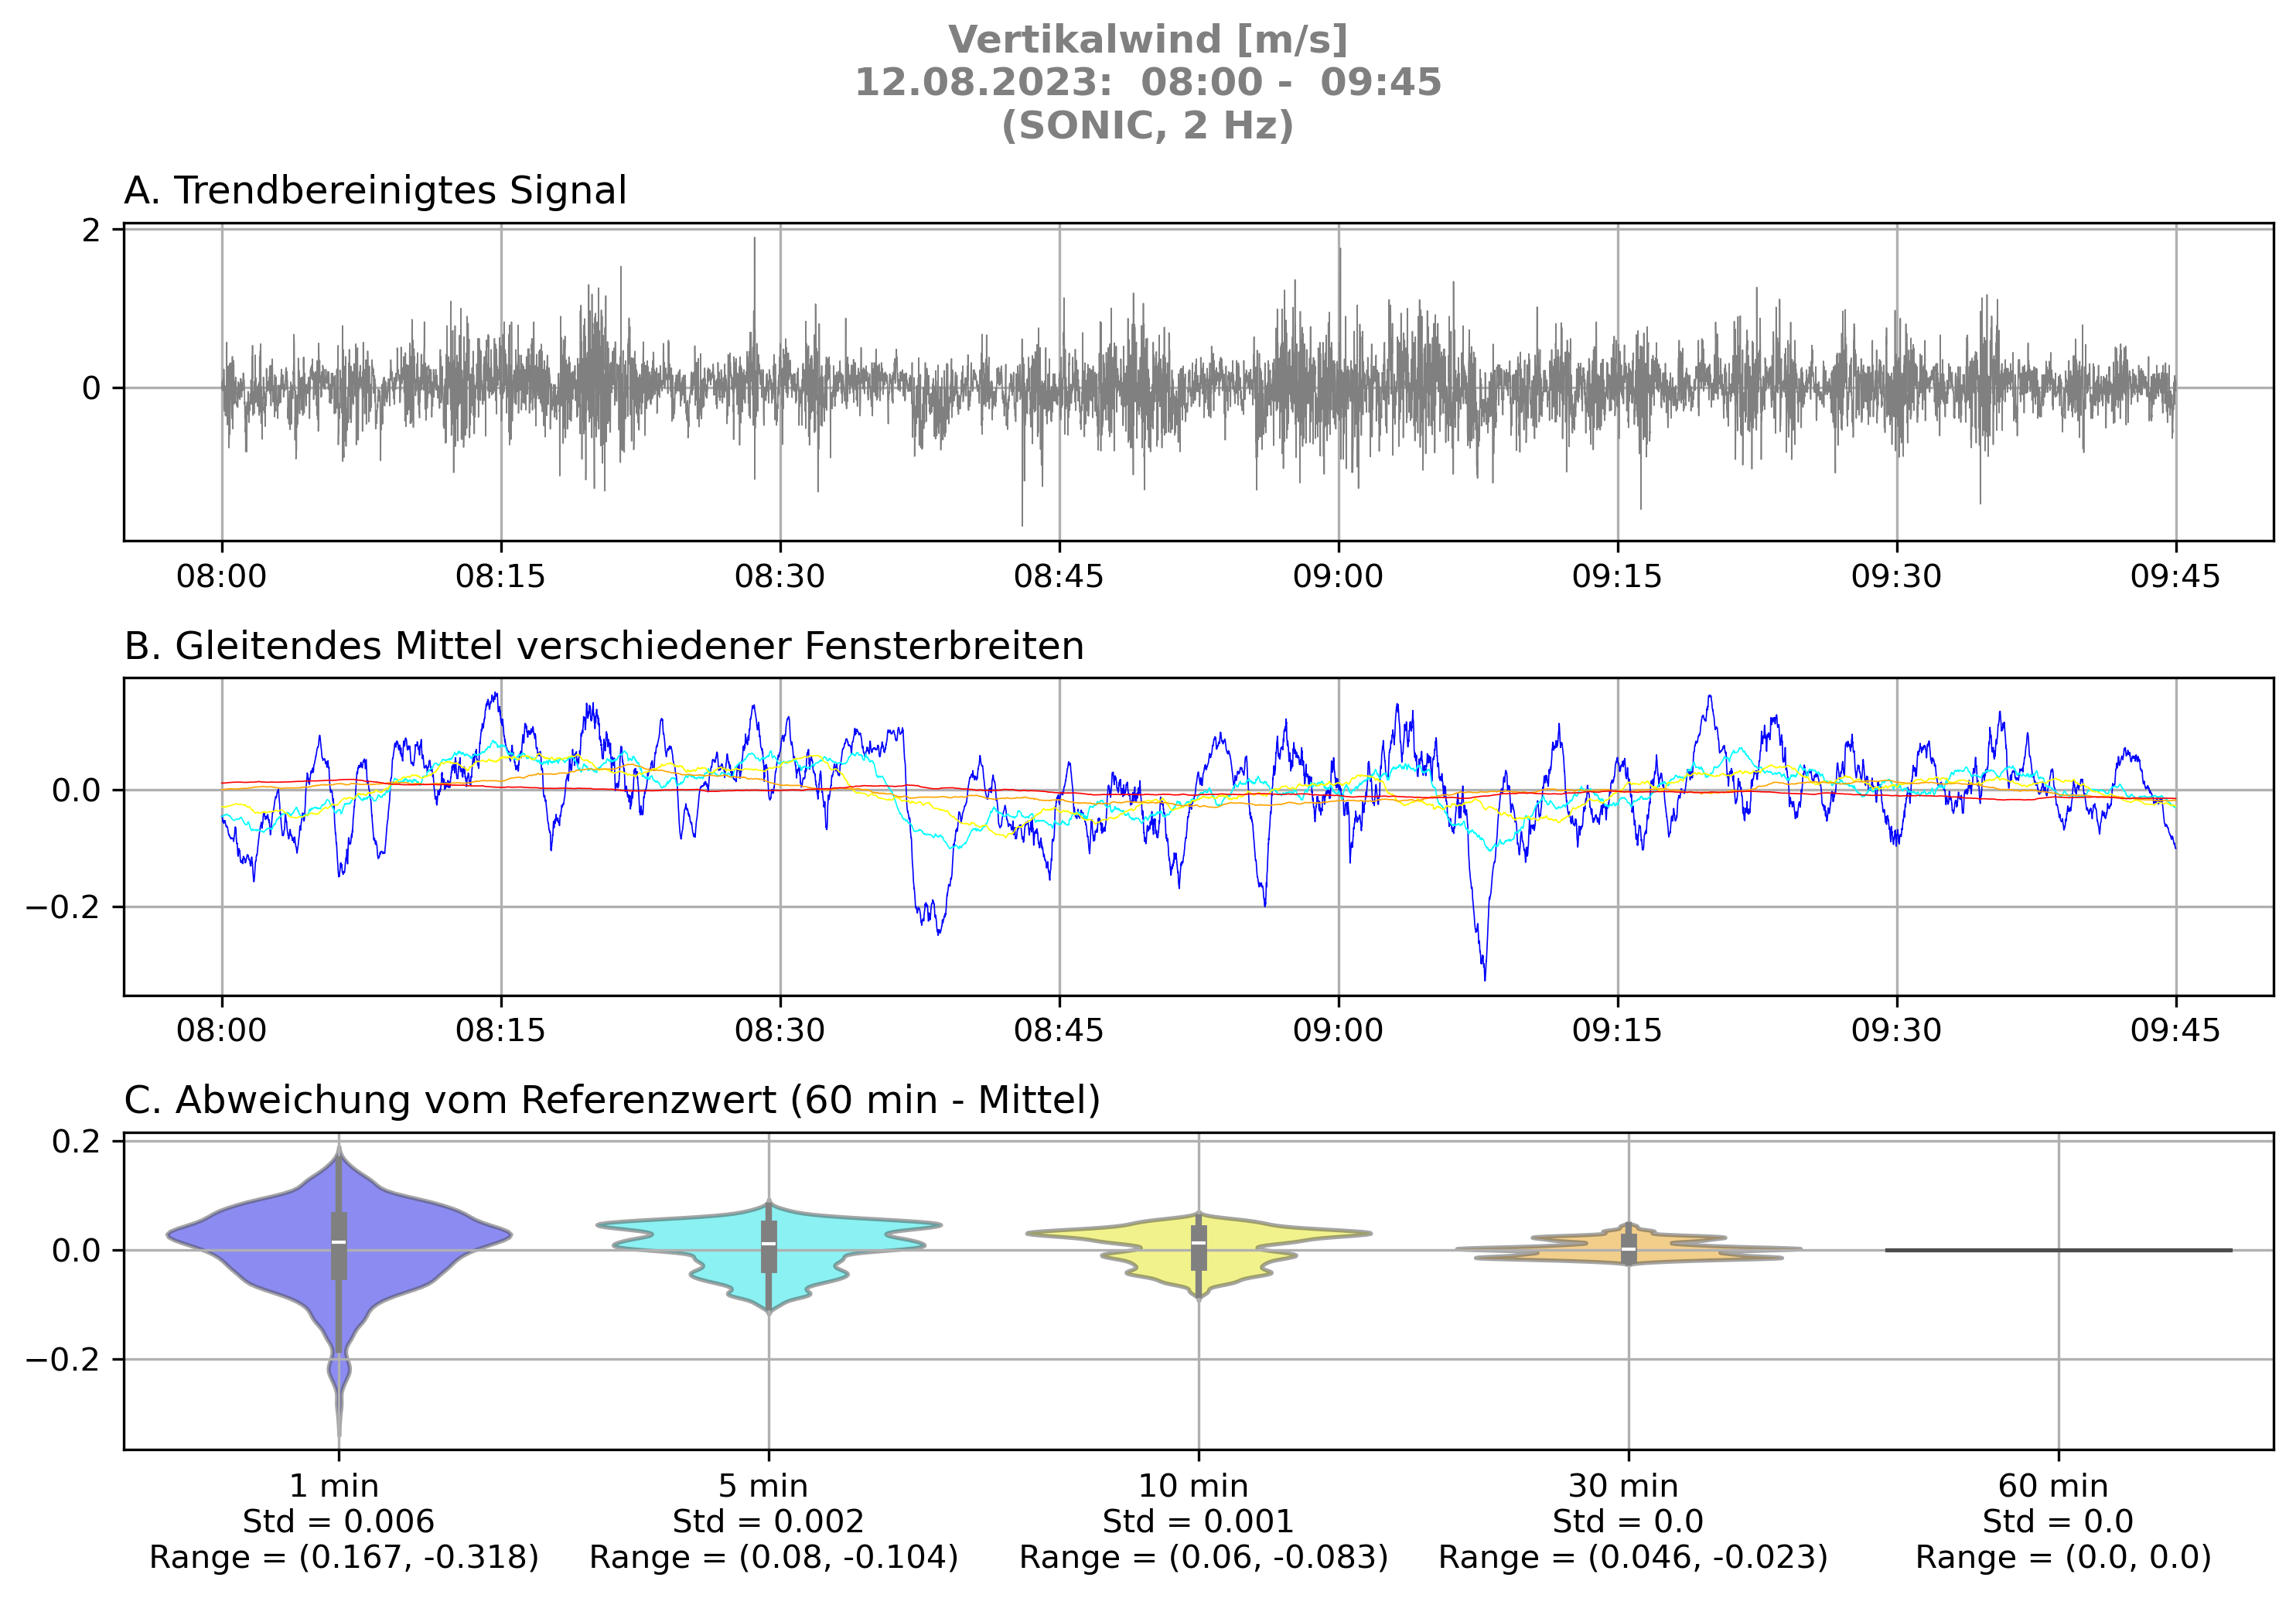 Vertikalwind [m/s]
12.08.2023:  08:00 -  09:45
(SONIC, 2 Hz)
A. Trendbereinigtes Signal
2
0
08:00 08:15 08:30 08:45 09:00 09:15 09:30 09:45
B. Gleitendes Mittel verschiedener Fensterbreiten
0.0
−0.2
08:00 08:15 08:30 08:45 09:00 09:15 09:30 09:45
C. Abweichung vom Referenzwert (60 min - Mittel)
0.2
0.0
−0.2
1 min 5 min 10 min 30 min 60 min
Std = 0.006 Std = 0.002 Std = 0.001 Std = 0.0 Std = 0.0
Range = (0.167, -0.318) Range = (0.08, -0.104) Range = (0.06, -0.083) Range = (0.046, -0.023) Range = (0.0, 0.0)